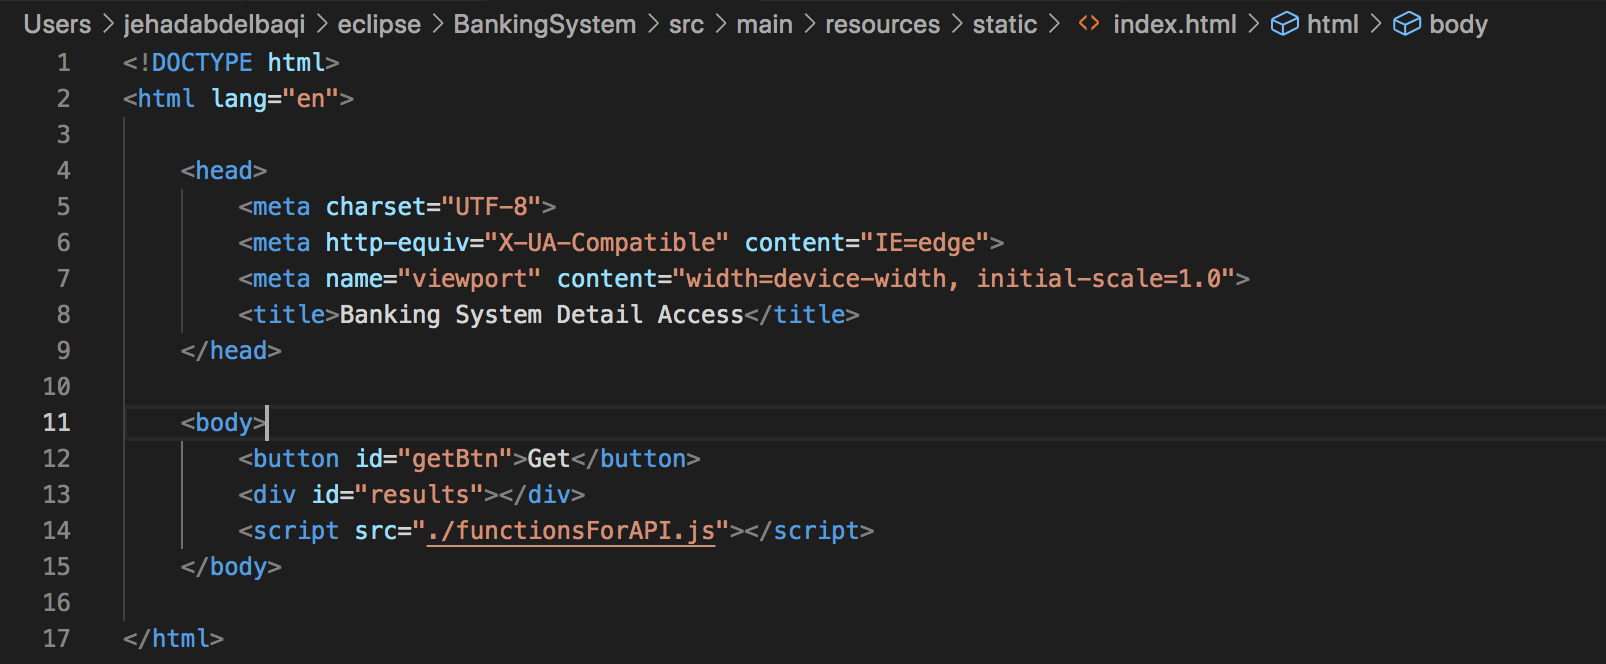 Users > jehadabdelbaqi > eclipse > BankingSystem > src > main > resources > static > <> index.html > html > body
1 <!DOCTYPE html>
2 <html lang="en">
3
4 <head>
5 <meta charset="UTF-8">
6 <meta http-equiv="X-UA-Compatible" content="IE=edge">
7 <meta name="viewport" content="width=device-width, initial-scale=1.0">
8 <title>Banking System Detail Access</title>
9 </head>
10
11 <body>
12 <button id="getBtn">Get</button>
13 <div id="results"></div>
14 <script src="./functionsForAPI.js"></script>
15 </body>
16
17 </html>